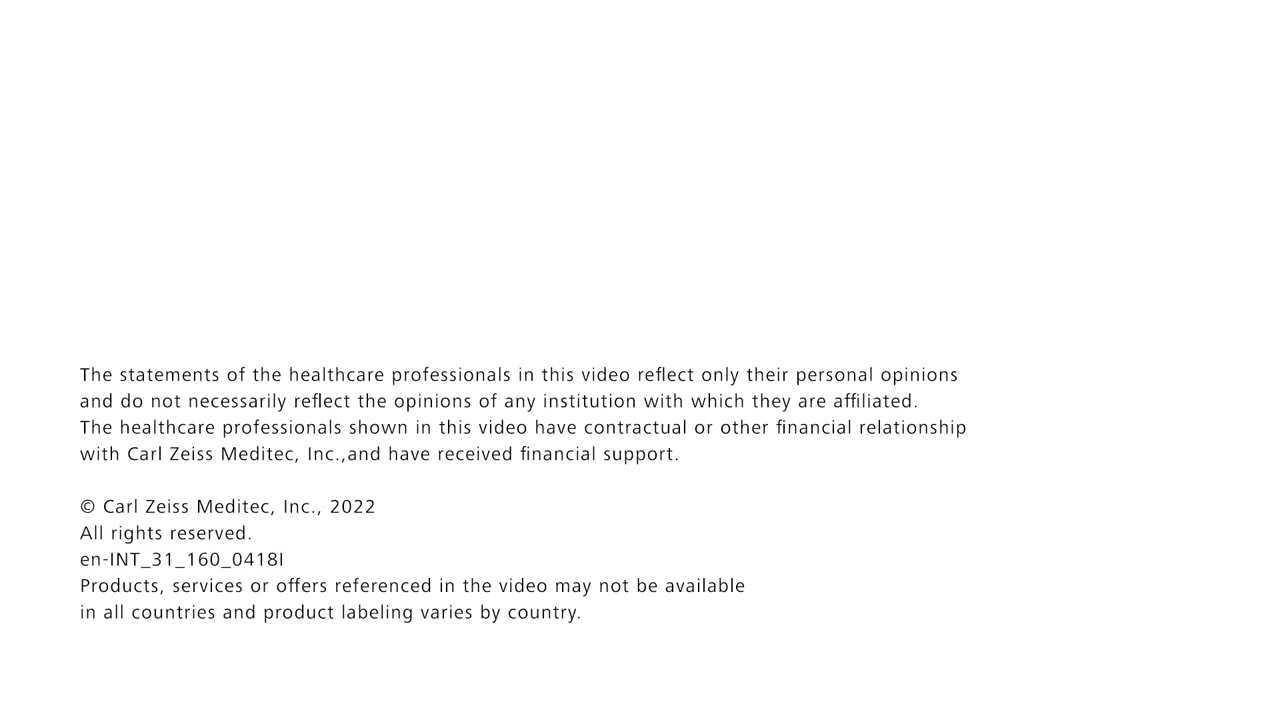 The statements of the healthcare professionals in this video reflect only their personal opinions
and do not necessarily reflect the opinions of any institution with which they are affiliated.
The healthcare professionals shown in this video have contractual or other financial relationship
with Carl Zeiss Meditec, Inc.,and have received financial support.
© Carl Zeiss Meditec, Inc., 2022
All rights reserved.
en-INT_31_160_0418I
Products, services or offers referenced in the video may not be available
in all countries and product labeling varies by country.